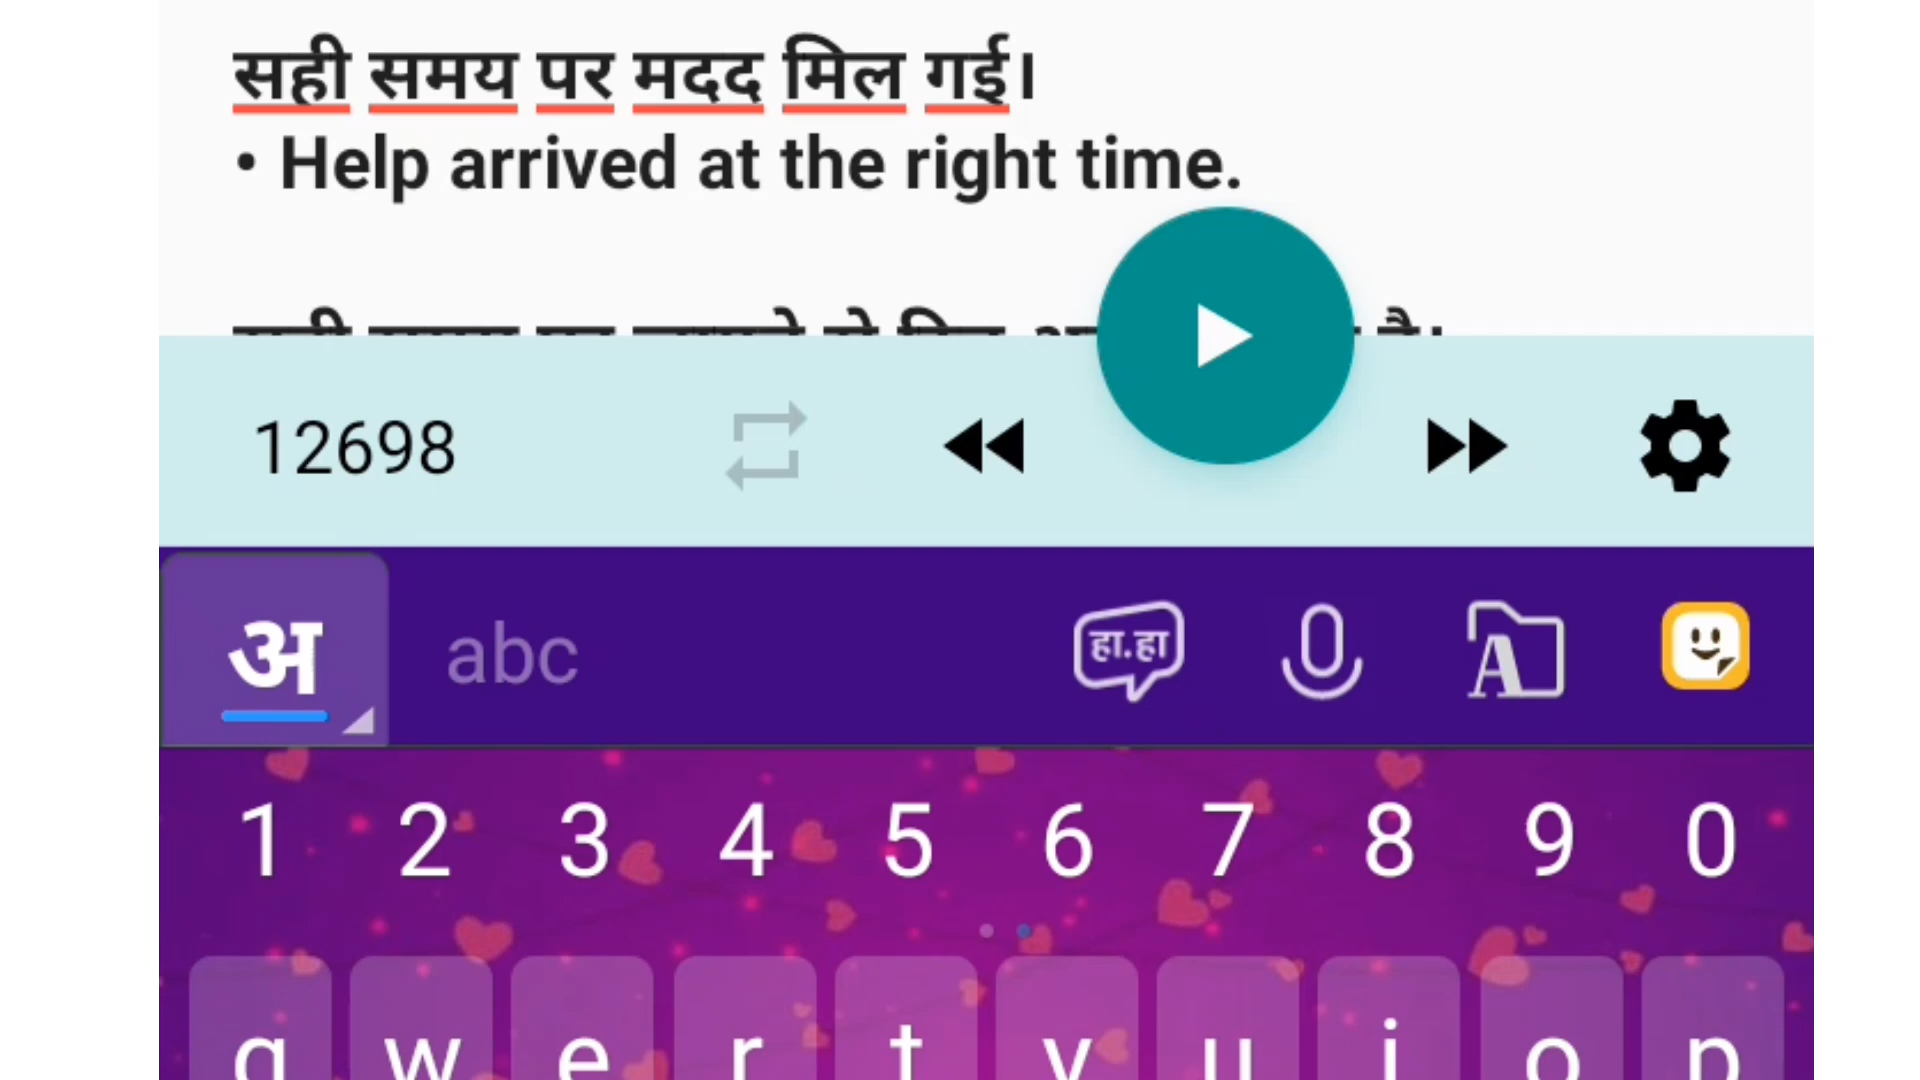 सही समय पर मदद मिल गई।
• Help arrived at the right time.
12698
अ abc हा.हा A
1 2 3 4 5 6 7 8 9 0
q w e r t y u i o p